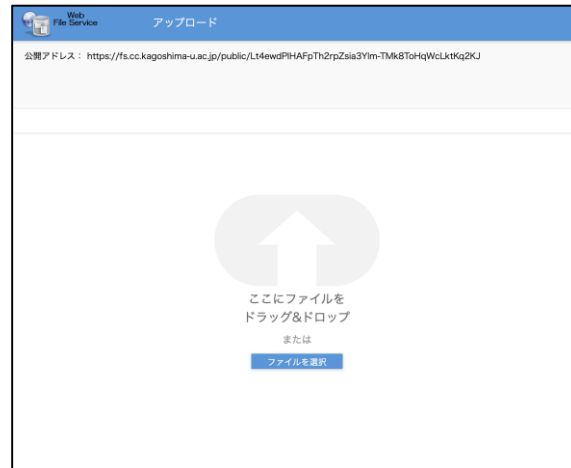 Web
File Service
アップロード
公開アドレス： https://fs.cc.kagoshima-u.ac.jp/public/Lt4ewdPlHAFpTh2rpZsia3Ylm-TMk8ToHqWcLktKq2KJ
ここにファイルを
ドラッグ&ドロップ
または
ファイルを選択